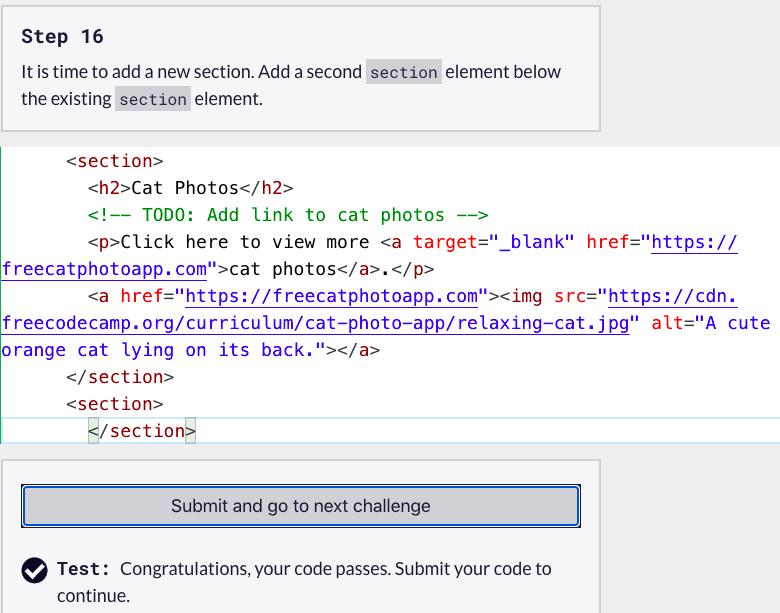 Step 16
It is time to add a new section. Add a second section element below
the existing section element.
<section>
<h2>Cat Photos</h2>
<!-- TODO: Add link to cat photos -->
<p>Click here to view more <a target="_blank" href="https://
freecatphotoapp.com">cat photos</a>.</p>
<a href="https://freecatphotoapp.com"><img src="https://cdn.
freecodecamp.org/curriculum/cat-photo-app/relaxing-cat.jpg" alt="A cute
orange cat lying on its back."></a>
</section>
<section>
</section>
Submit and go to next challenge
Test: Congratulations, your code passes. Submit your code to
continue.